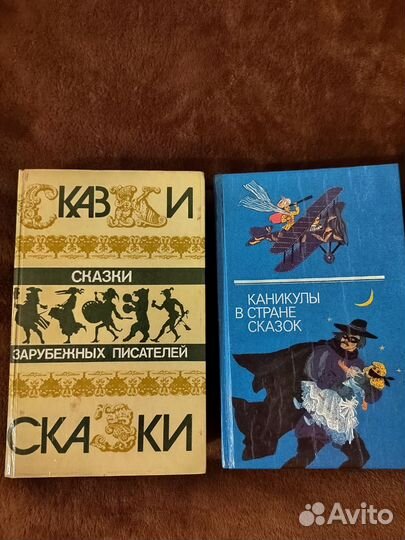 СКАЗКИ
СКАЗКИ
ЗАРУБЕЖНЫХ ПИСАТЕЛЕЙ
СКАЗКИ
КАНИКУЛЫ
В СТРАНЕ
СКАЗОК
Avito